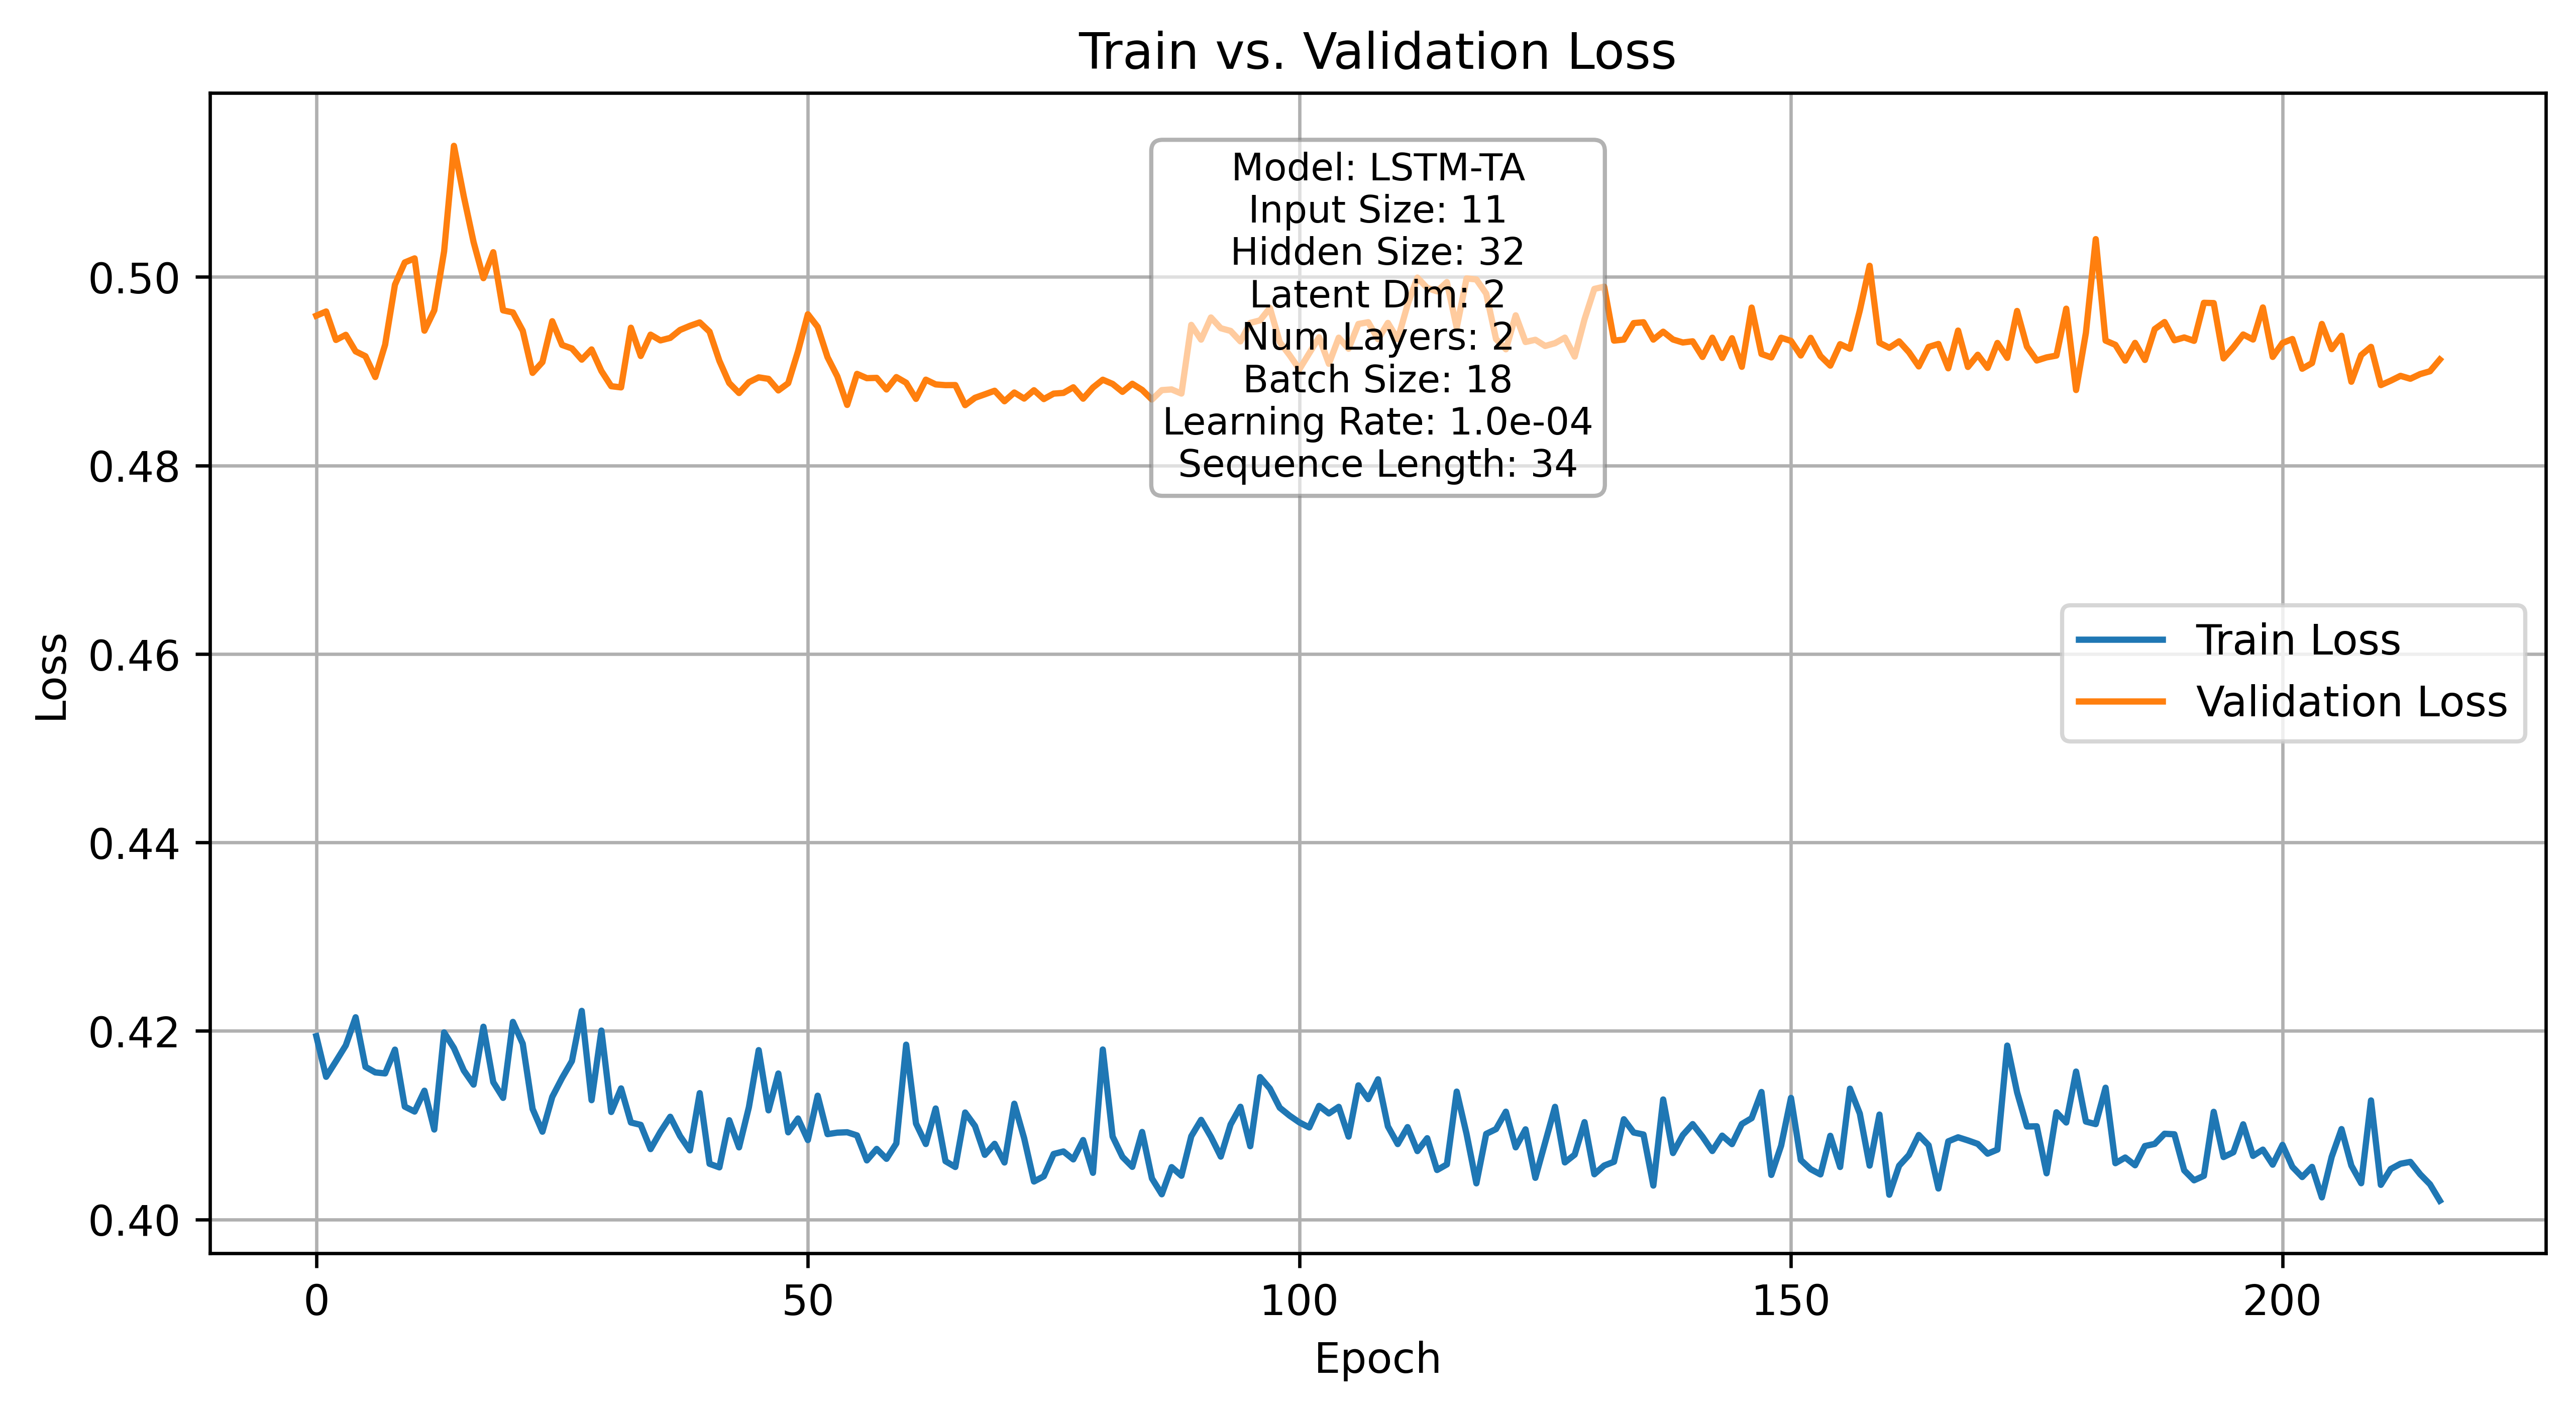 Train vs. Validation Loss
Model: LSTM-TA
Input Size: 11
Hidden Size: 32
Latent Dim: 2
Num Layers: 2
Batch Size: 18
Learning Rate: 1.0e-04
Sequence Length: 34
Train Loss
Validation Loss
Loss
0.50
0.48
0.46
0.44
0.42
0.40
0
50
100
150
200
Epoch